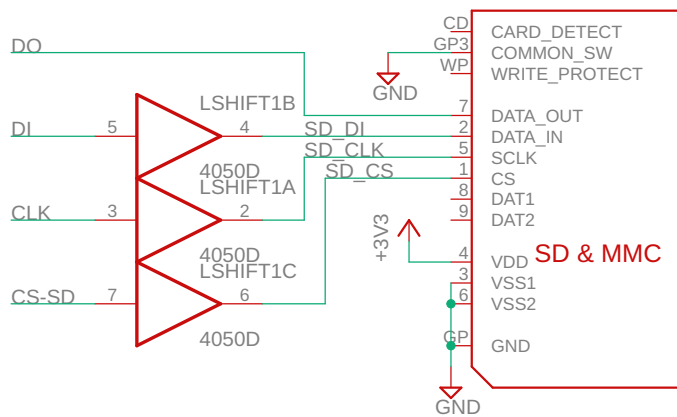 CD CARD_DETECT
DO GP3 COMMON_SW
WP WRITE_PROTECT
GND
LSHIFT1B 7 DATA_OUT
DI 5 4 SD_DI 2 DATA_IN
SD_CLK 5 SCLK
4050D SD_CS 1 CS
LSHIFT1A 8 DAT1
CLK 3 2 9 DAT2
+3V3
4050D 4 VDD SD & MMC
LSHIFT1C 3 VSS1
CS-SD 7 6 6 VSS2
4050D GP GND
GND